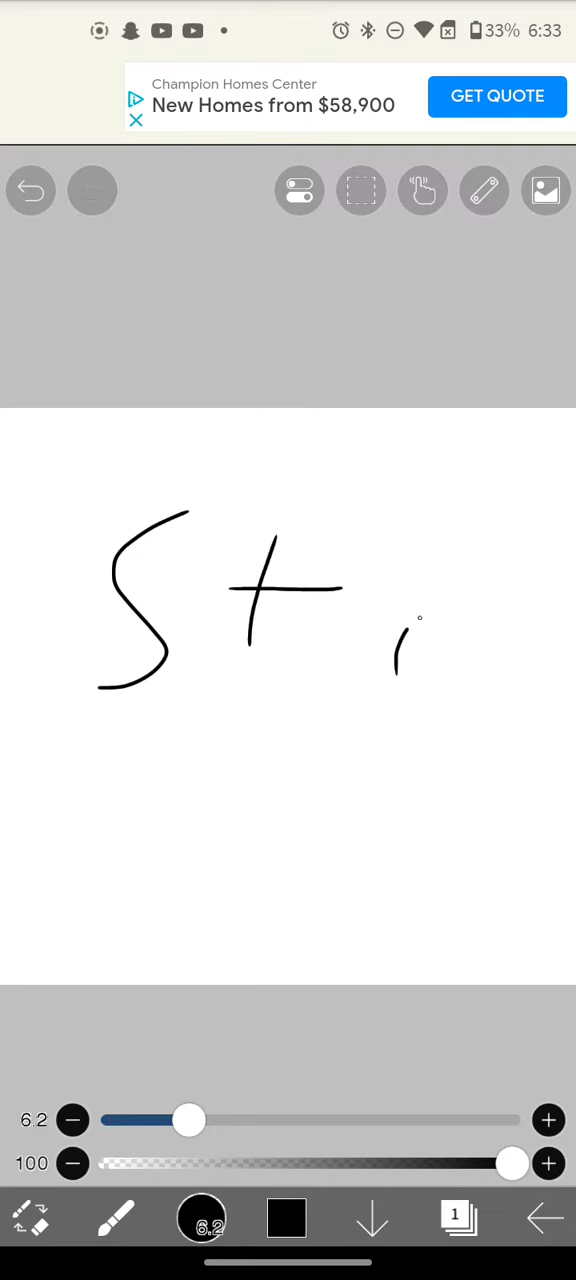 33% 6:33
Champion Homes Center
New Homes from $58,900
GET QUOTE
St,
6.2
100
6.2
1